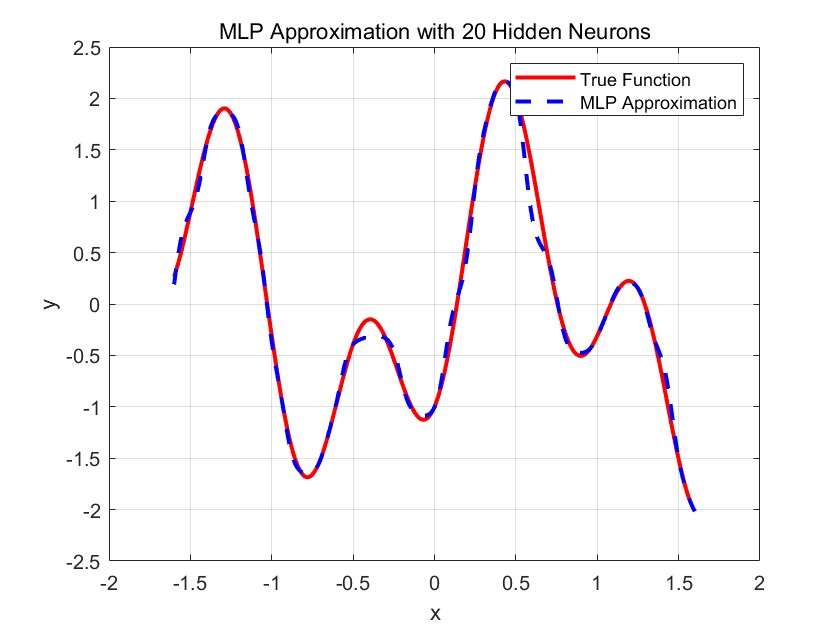 MLP Approximation with 20 Hidden Neurons
True Function
MLP Approximation
2.5
2
1.5
1
0.5
0
-0.5
-1
-1.5
-2
-2.5
y
-2 -1.5 -1 -0.5 0 0.5 1 1.5 2
x